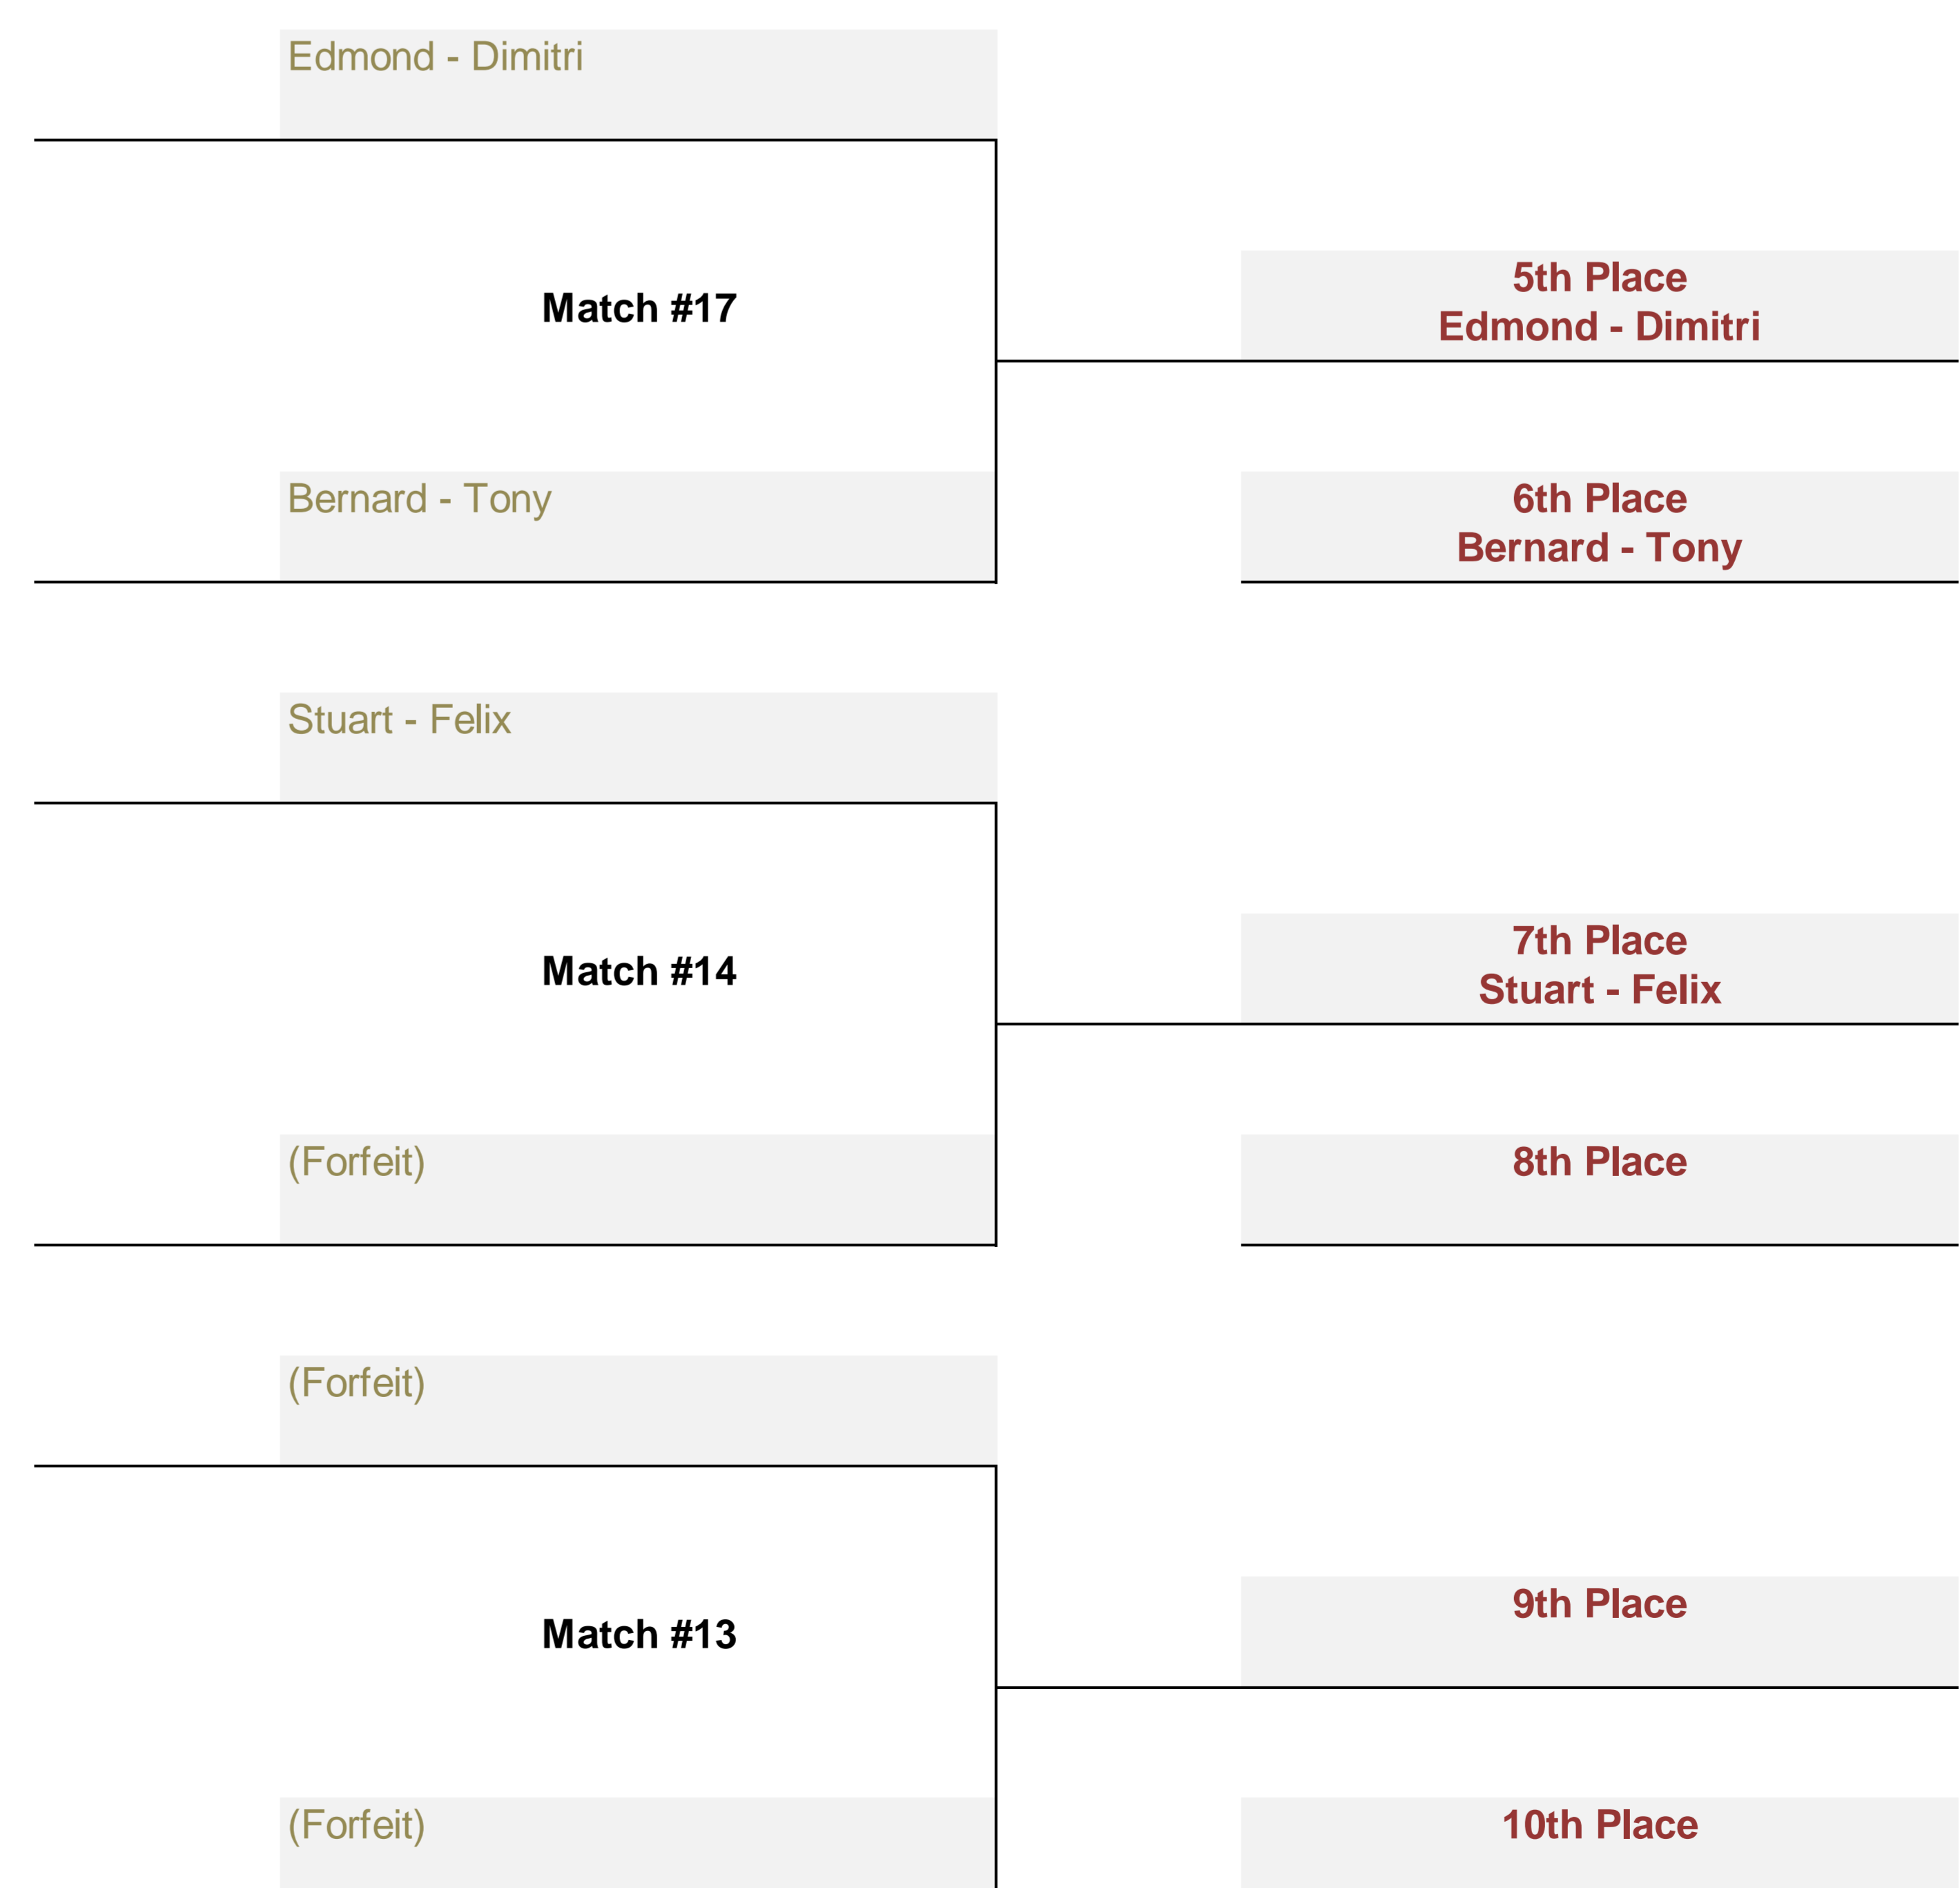 Edmond - Dimitri
Match #17
5th Place
Edmond - Dimitri
Bernard - Tony
6th Place
Bernard - Tony
Stuart - Felix
Match #14
7th Place
Stuart - Felix
(Forfeit)
8th Place
(Forfeit)
Match #13
9th Place
(Forfeit)
10th Place